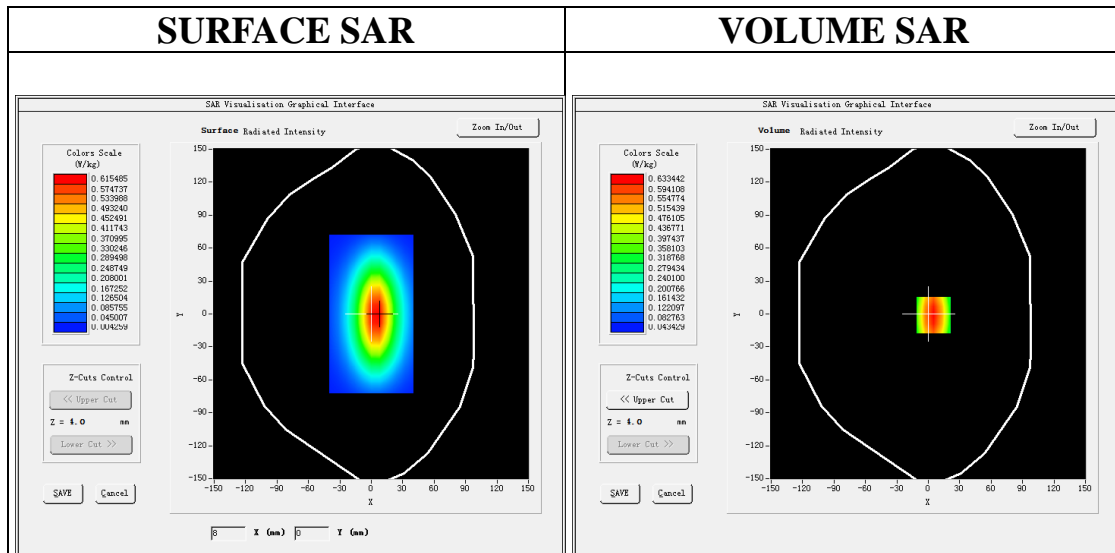 SURFACE SAR
VOLUME SAR
SAR Visualisation Graphical Interface
Surface Radiated Intensity
Zoom In/Out
Colors Scale
(W/kg)
0.615485
0.574737
0.533988
0.493240
0.452491
0.411743
0.370995
0.330246
0.289498
0.248749
0.208001
0.167252
0.126504
0.085755
0.045007
0.004259
150
120
90
60
30
0
-30
-60
-90
-120
-150
Y
-150 -120 -90 -60 -30 0 30 60 90 120 150
X
Z-Cuts Control
<< Upper Cut
Z = 4.0 mm
Lower Cut >>
SAVE Cancel
8 X (mm) 0 Y (mm)
SAR Visualisation Graphical Interface
Volume Radiated Intensity
Zoom In/Out
Colors Scale
(W/kg)
0.633442
0.594108
0.554774
0.515439
0.476105
0.436771
0.397437
0.358103
0.318768
0.279434
0.240100
0.200766
0.161432
0.122097
0.082763
0.043429
150
120
90
60
30
0
-30
-60
-90
-120
-150
Y
-150 -120 -90 -60 -30 0 30 60 90 120 150
X
Z-Cuts Control
<< Upper Cut
Z = 4.0 mm
Lower Cut >>
SAVE Cancel